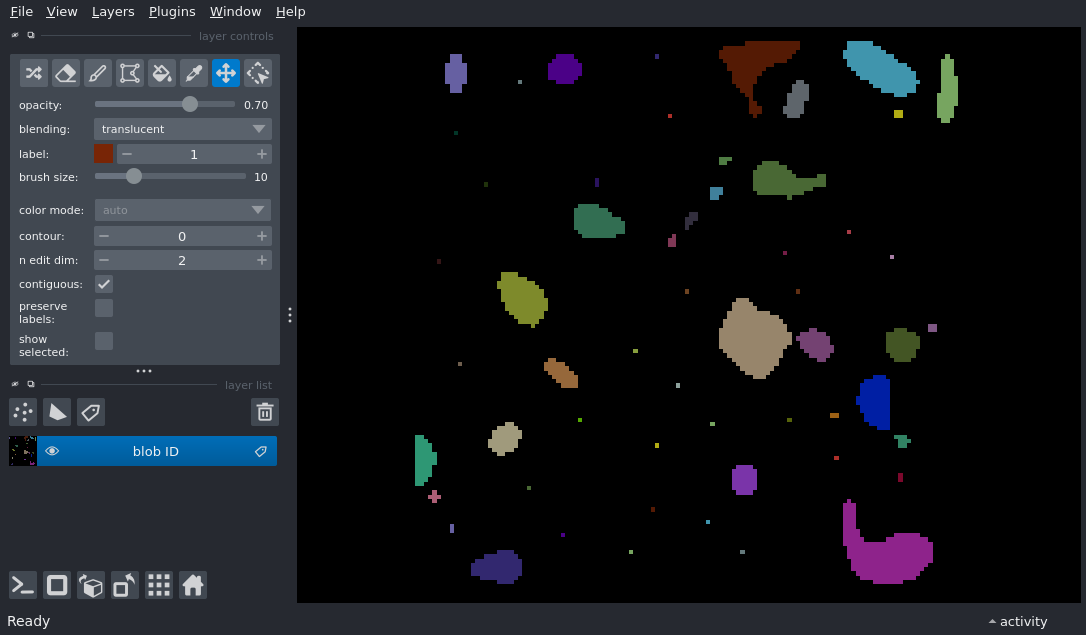 File View Layers Plugins Window Help
layer controls
opacity: 0.70
blending: translucent
label: 1
brush size: 10
color mode: auto
contour: 0
n edit dim: 2
contiguous:
preserve
labels:
show
selected:
layer list
blob ID
Ready
activity